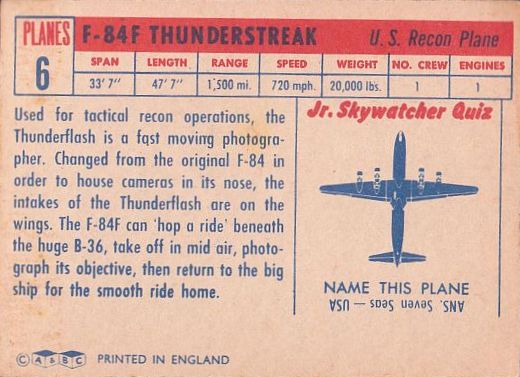 PLANES
6
F-84F THUNDERSTREAK U. S. Recon Plane
SPAN LENGTH RANGE SPEED WEIGHT NO. CREW ENGINES
33' 7" 47' 7" 1,500 mi. 720 mph. 20,000 lbs. 1 1
Used for tactical recon operations, the
Thunderflash is a fast moving photogra-
pher. Changed from the original F-84 in
order to house cameras in its nose, the
intakes of the Thunderflash are on
the wings. The F-84F can 'hop a ride' beneath
the huge B-36, take off in mid air, photo-
graph its objective, then return to the big
ship for the smooth ride home.
Jr. Skywatcher Quiz
NAME THIS PLANE
ANS. Seven Seas — USA
© A & BC PRINTED IN ENGLAND